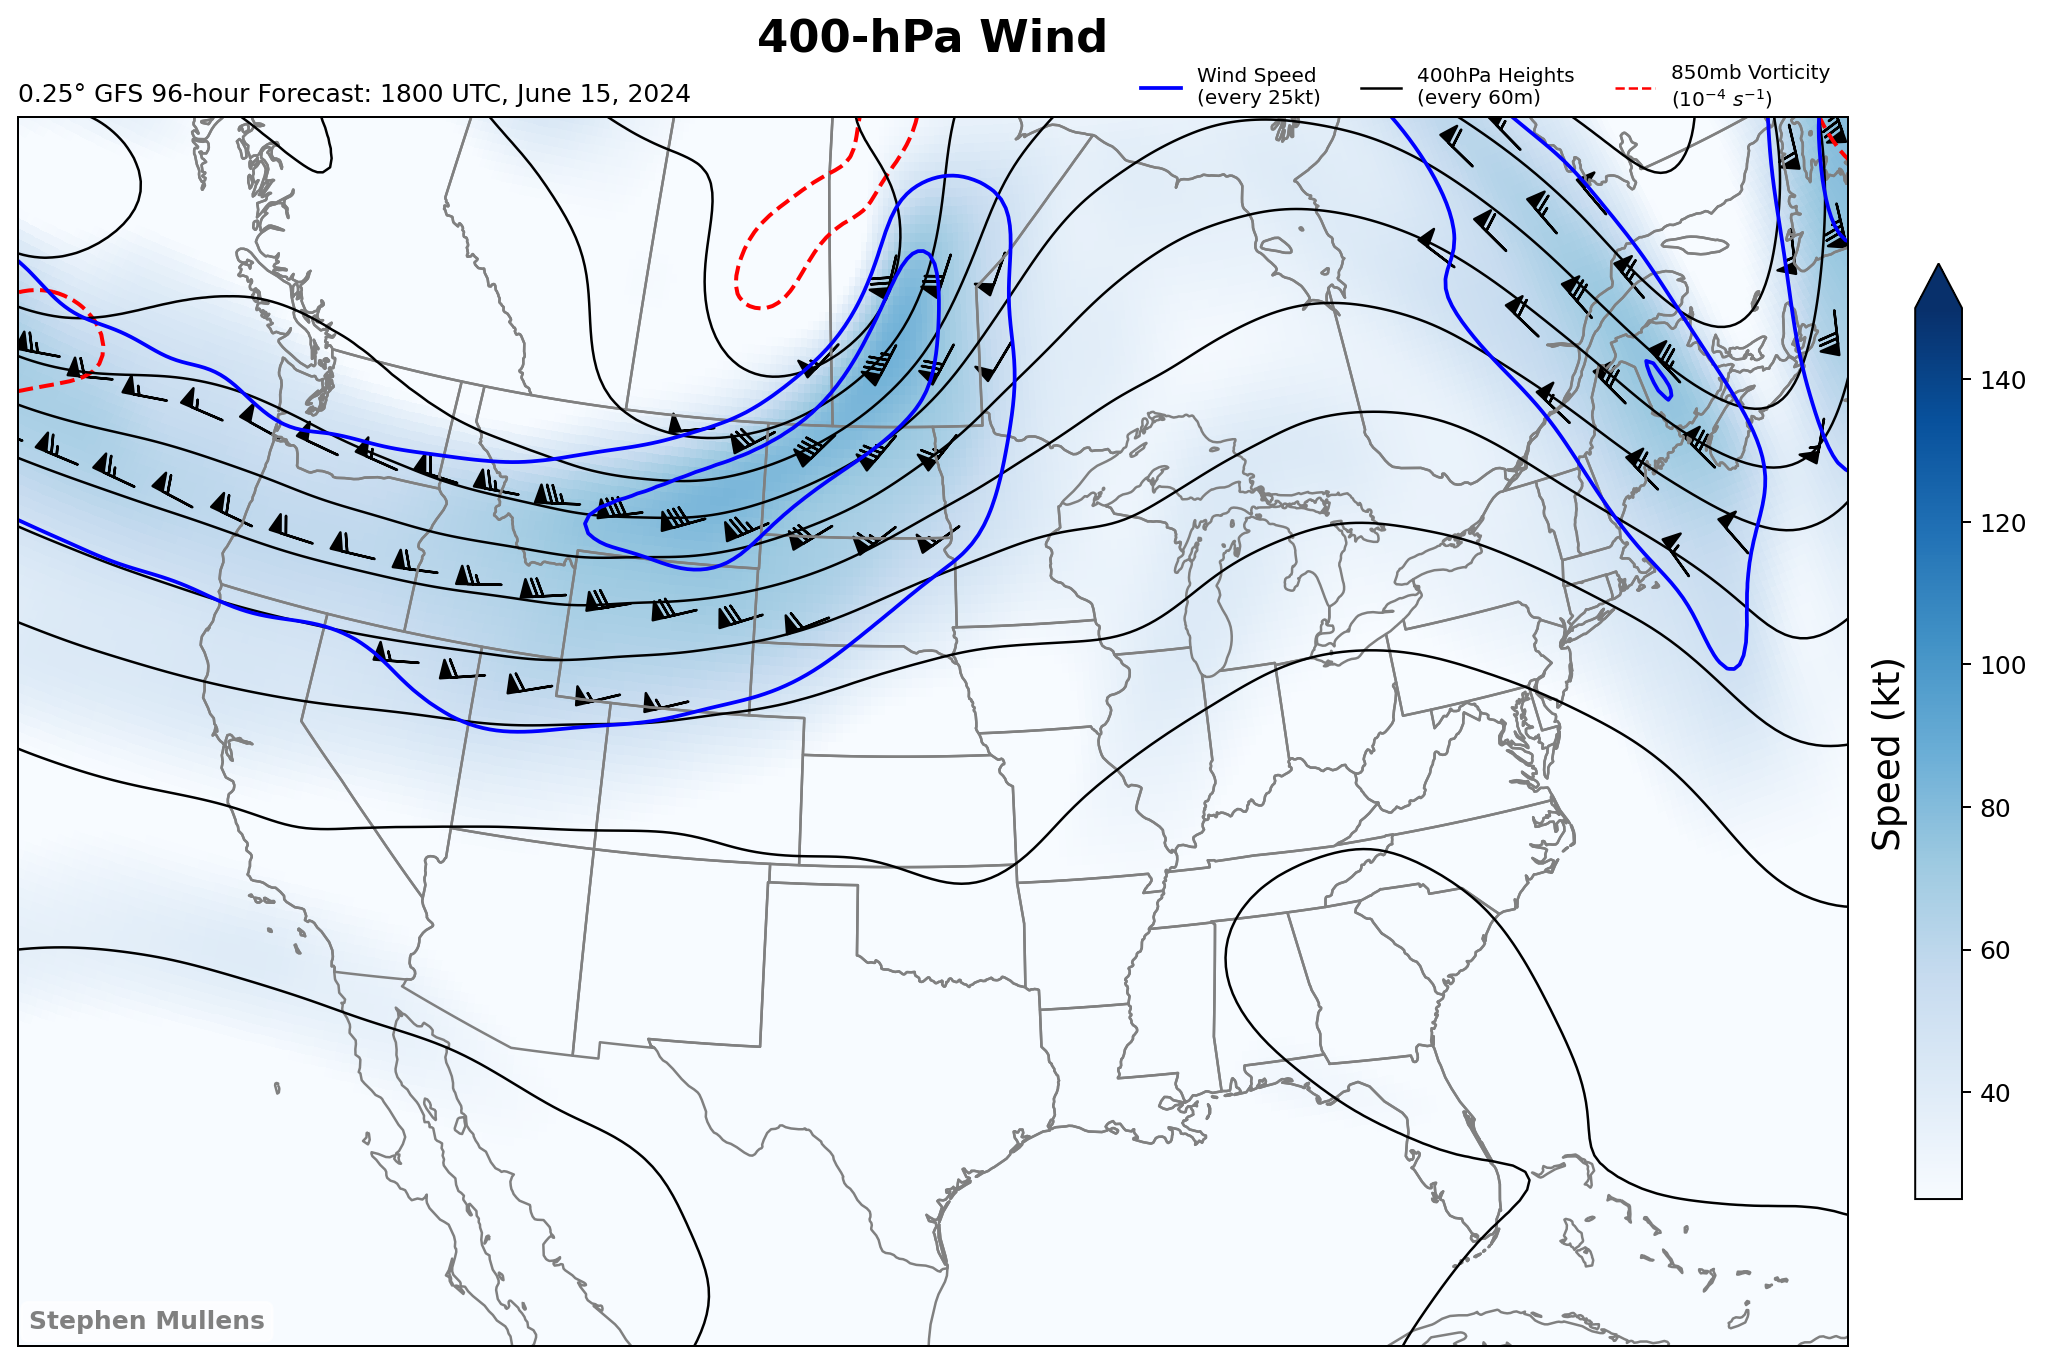 400-hPa Wind
0.25° GFS 96-hour Forecast: 1800 UTC, June 15, 2024
Wind Speed
(every 25kt)
400hPa Heights
(every 60m)
850mb Vorticity
(10⁻⁴ s⁻¹)
140
120
100
80
60
40
Speed (kt)
Stephen Mullens